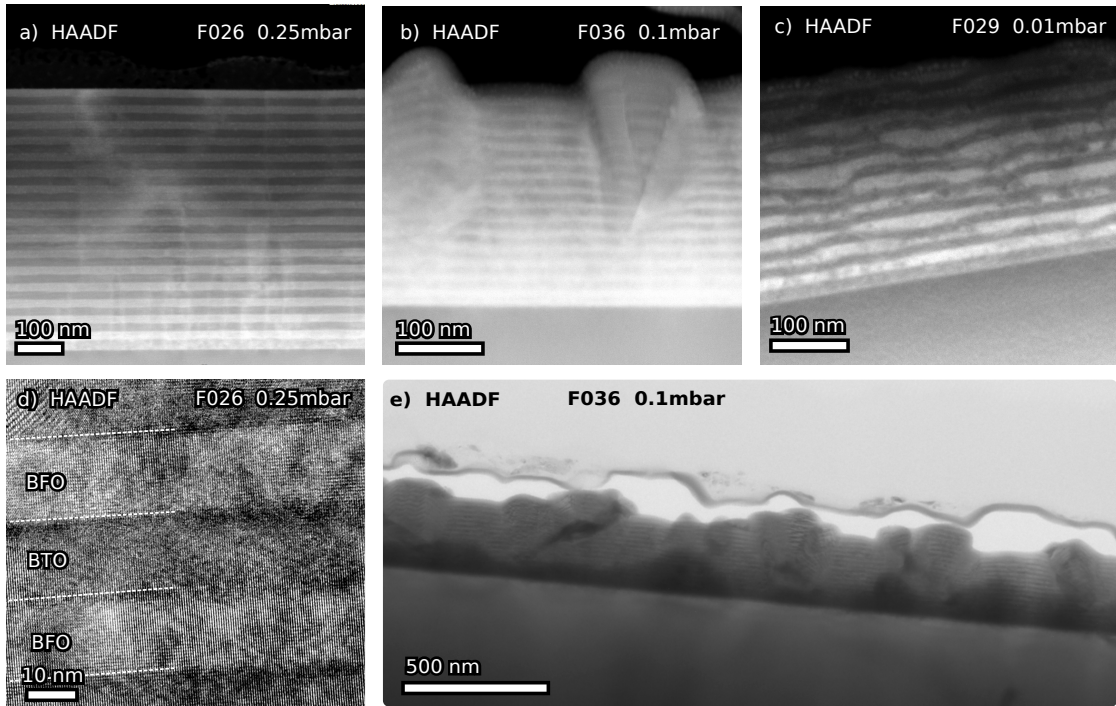 a) HAADF F026 0.25mbar
100 nm
b) HAADF F036 0.1mbar
100 nm
c) HAADF F029 0.01mbar
100 nm
d) HAADF F026 0.25mbar
BFO
BTO
BFO
10 nm
e) HAADF F036 0.1mbar
500 nm